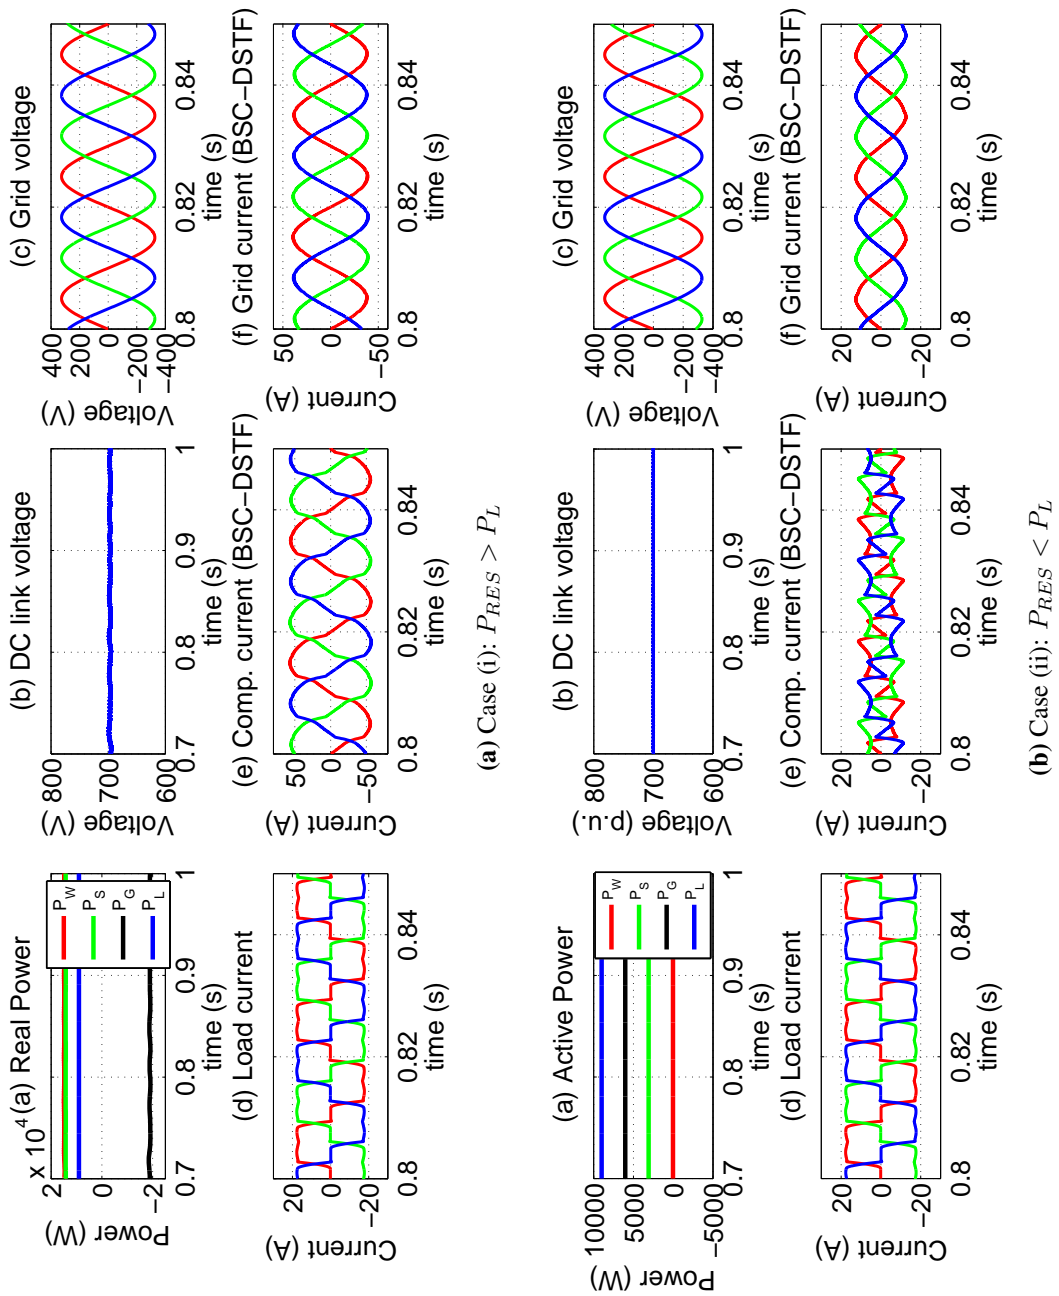 x 10^4 (a) Real Power
2
0
−2
Power (W)
0.7
0.8
0.9
1
time (s)
P_W
P_S
P_G
P_L
(b) DC link voltage
800
700
600
Voltage (V)
0.7
0.8
0.9
1
time (s)
(c) Grid voltage
400
200
0
−200
−400
Voltage (V)
0.8
0.82
0.84
time (s)
(d) Load current
20
0
−20
Current (A)
0.8
0.82
0.84
time (s)
(e) Comp. current (BSC−DSTF)
50
0
−50
Current (A)
0.8
0.82
0.84
time (s)
(f) Grid current (BSC−DSTF)
50
0
−50
Current (A)
0.8
0.82
0.84
time (s)
(a) Case (i): P_{RES} > P_L
(a) Active Power
10000
5000
0
−5000
Power (W)
0.7
0.8
0.9
1
time (s)
P_W
P_S
P_G
P_L
(b) DC link voltage
800
700
600
Voltage (p.u.)
0.7
0.8
0.9
1
time (s)
(c) Grid voltage
400
200
0
−200
−400
Voltage (V)
0.8
0.82
0.84
time (s)
(d) Load current
20
0
−20
Current (A)
0.8
0.82
0.84
time (s)
(e) Comp. current (BSC−DSTF)
20
0
−20
Current (A)
0.8
0.82
0.84
time (s)
(f) Grid current (BSC−DSTF)
20
0
−20
Current (A)
0.8
0.82
0.84
time (s)
(b) Case (ii): P_{RES} < P_L